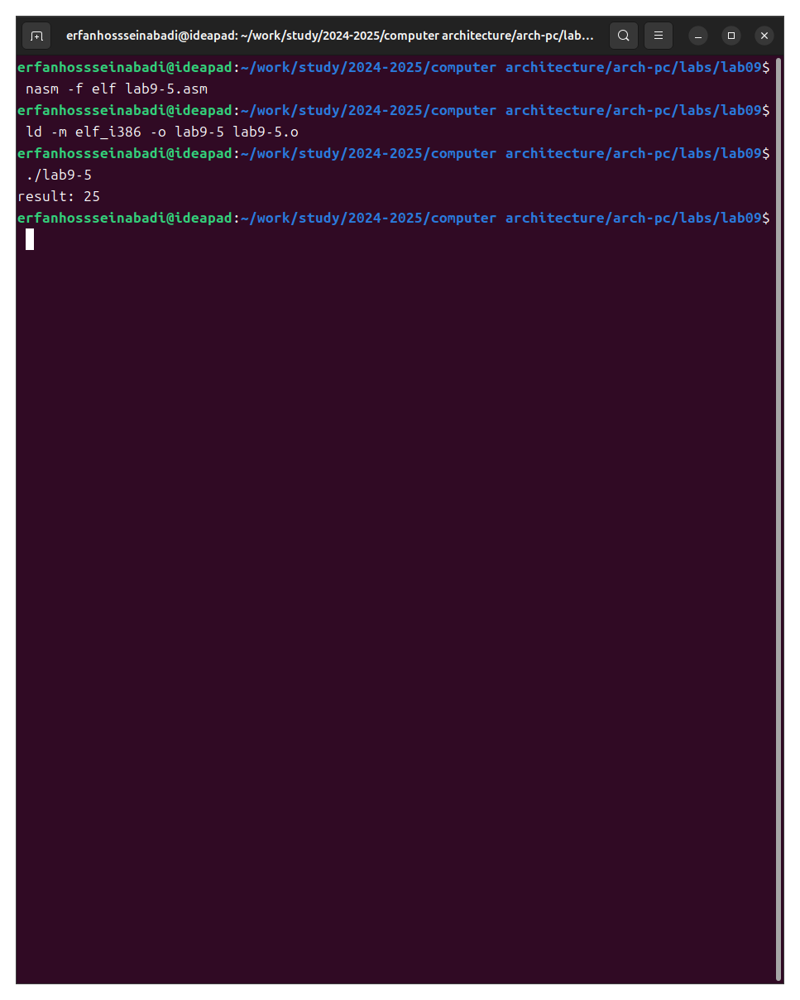 erfanhossseinabadi@ideapad: ~/work/study/2024-2025/computer architecture/arch-pc/lab…
erfanhossseinabadi@ideapad:~/work/study/2024-2025/computer architecture/arch-pc/labs/lab09$
nasm -f elf lab9-5.asm
erfanhossseinabadi@ideapad:~/work/study/2024-2025/computer architecture/arch-pc/labs/lab09$
ld -m elf_i386 -o lab9-5 lab9-5.o
erfanhossseinabadi@ideapad:~/work/study/2024-2025/computer architecture/arch-pc/labs/lab09$
./lab9-5
result: 25
erfanhossseinabadi@ideapad:~/work/study/2024-2025/computer architecture/arch-pc/labs/lab09$